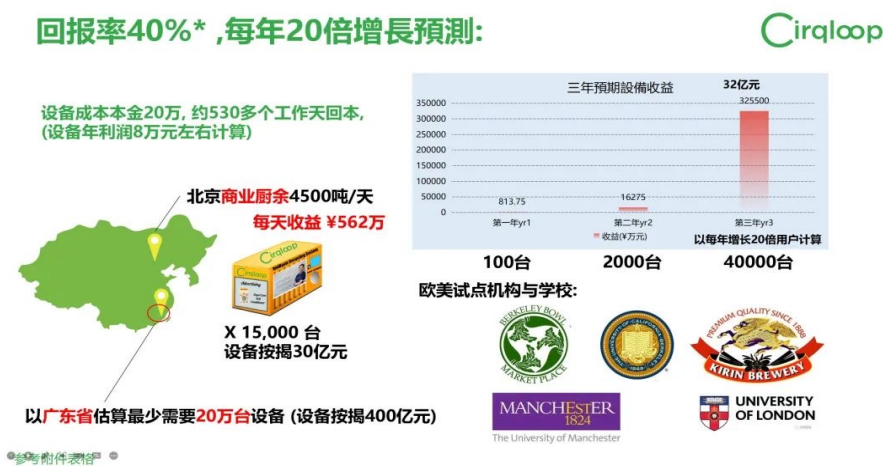 回报率40%* ,每年20倍增長預測:
Cirqloop
设备成本本金20万, 约530多个工作天回本,
(设备年利润8万元左右计算)
北京商业厨余4500吨/天
每天收益 ¥562万
Cirqloop
Cirqloop
Advertising
X 15,000 台
设备按揭30亿元
以广东省估算最少需要20万台设备 (设备按揭400亿元)
参考附件表格
三年預期設備收益
32亿元
350000
300000
250000
200000
150000
100000
50000
0
813.75
16275
325500
第一年yr1
第二年yr2
第三年yr3
收益(¥万元)
以每年增长20倍用户计算
100台
2000台
40000台
欧美试点机构与学校:
BERKELEY BOWL
MARKET PLACE
PREMIUM QUALITY SINCE 1888
KIRIN BREWERY
MANCHESTER
1824
The University of Manchester
UNIVERSITY
OF LONDON